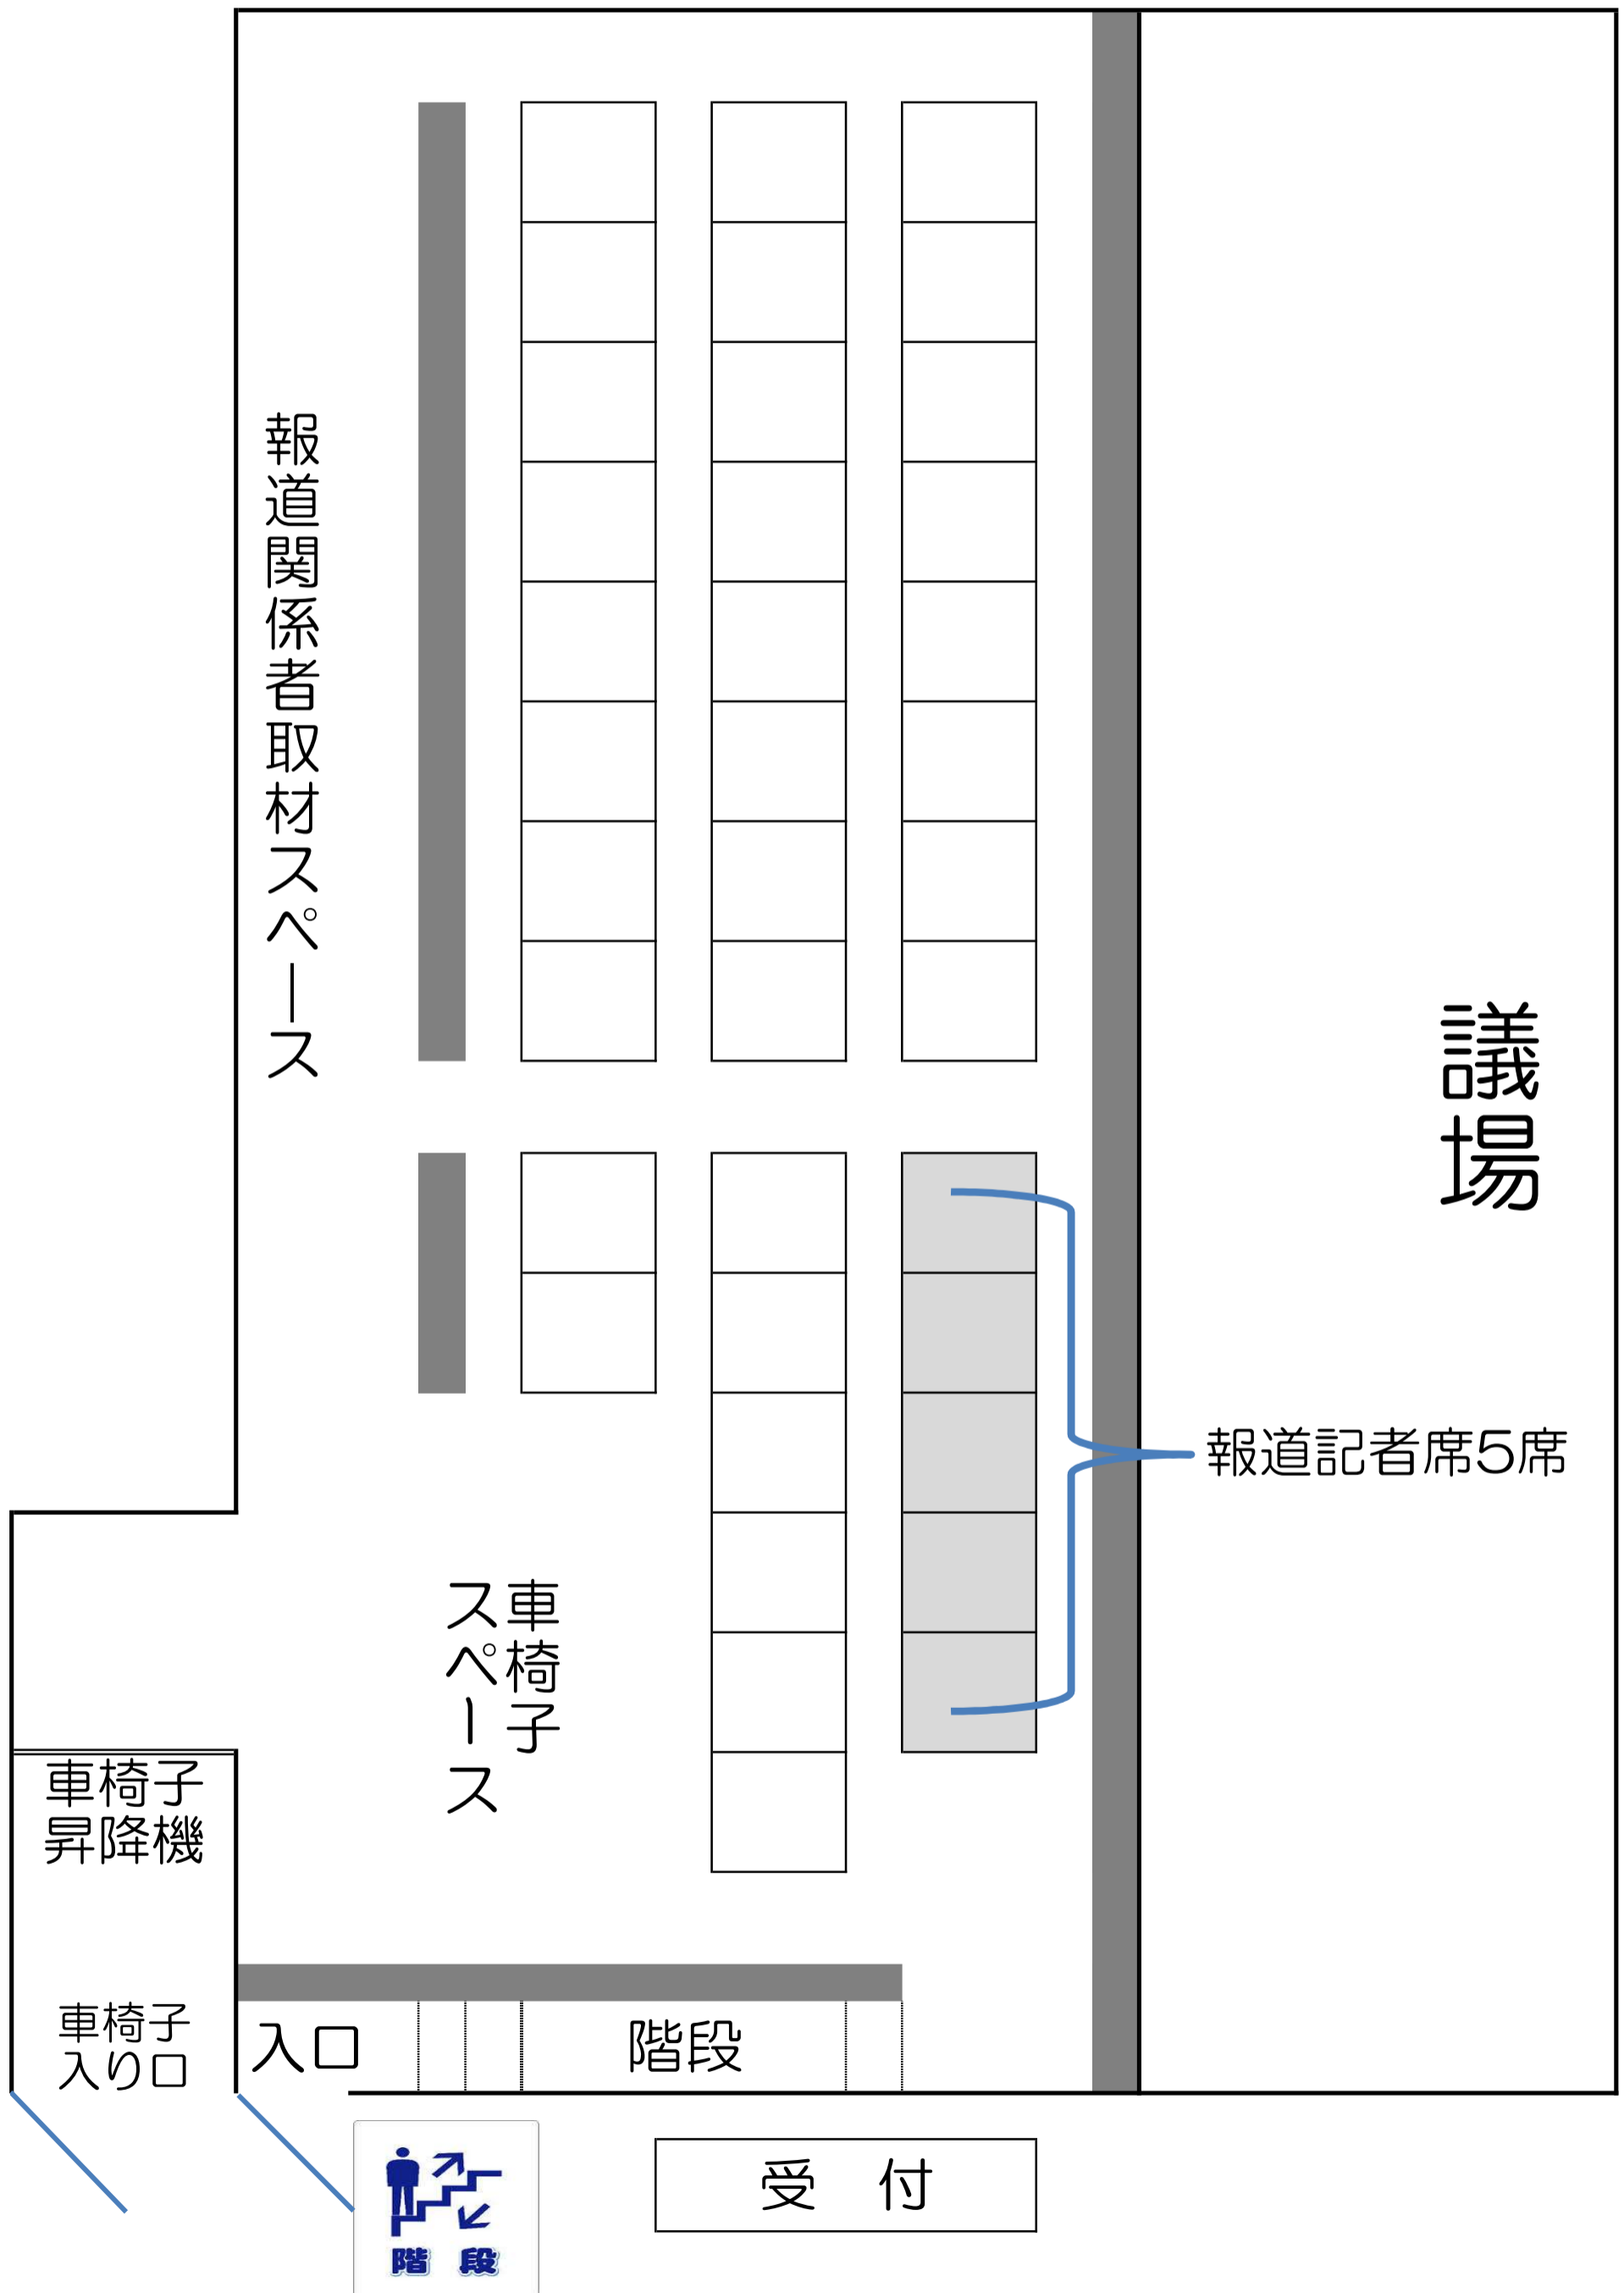 報道関係者取材スペース
議場
報道記者席5席
車椅子
スペース
車椅子
昇降機
車椅子
入り口
入口
階段
受　付
階 段